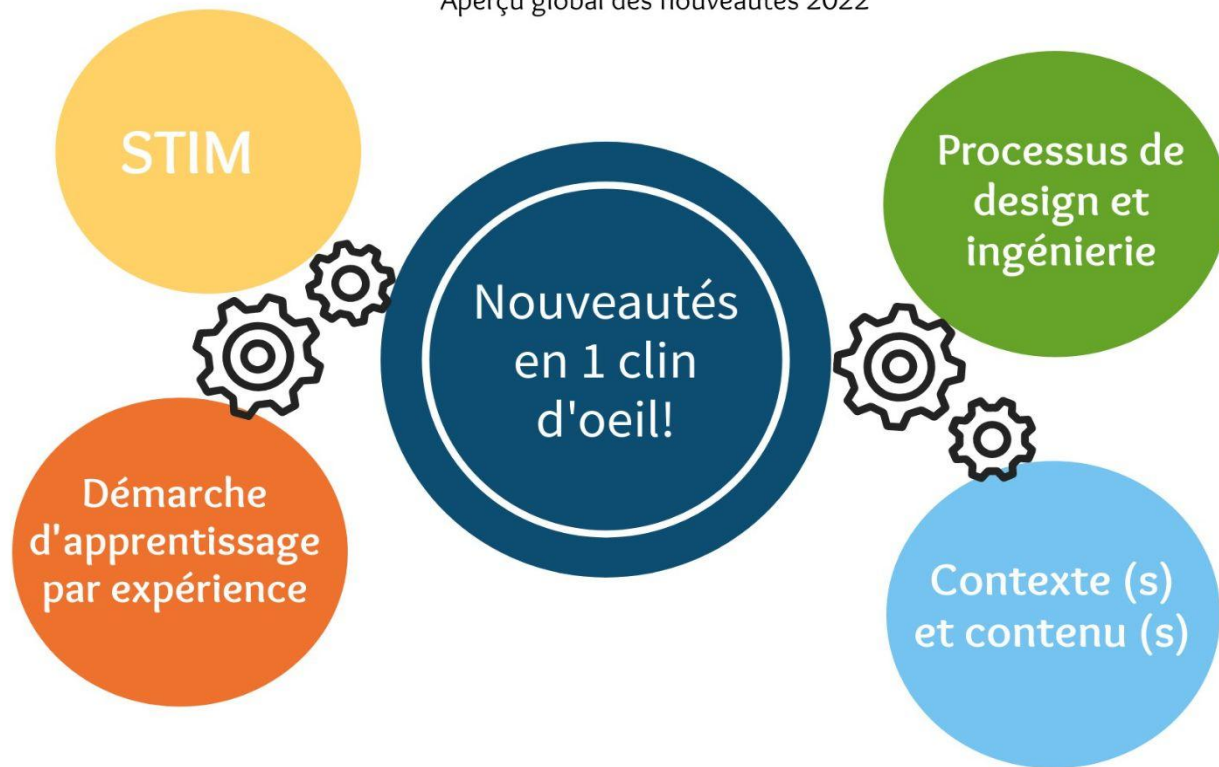 Aperçu global des nouveautés 2022
STIM
Processus de
design et
ingénierie
Nouveautés
en 1 clin
d'oeil!
Démarche
d'apprentissage
par expérience
Contexte (s)
et contenu (s)